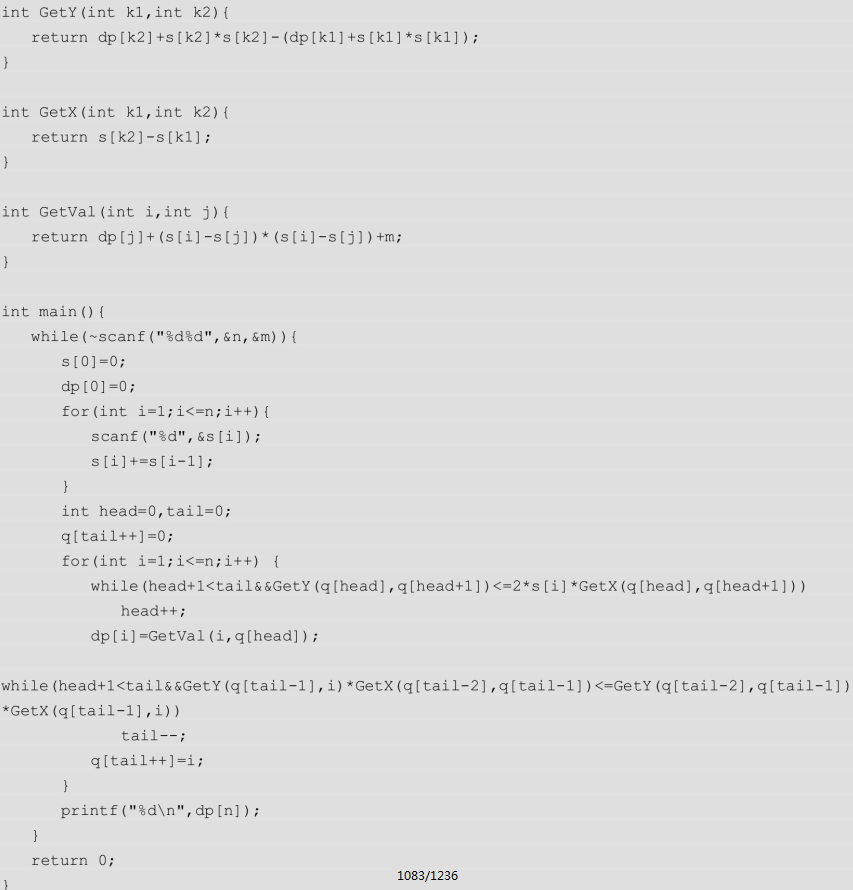 int GetY(int k1,int k2){
   return dp[k2]+s[k2]*s[k2]-(dp[k1]+s[k1]*s[k1]);
}

int GetX(int k1,int k2){
   return s[k2]-s[k1];
}

int GetVal(int i,int j){
   return dp[j]+(s[i]-s[j])*(s[i]-s[j])+m;
}

int main(){
   while(~scanf("%d%d",&n,&m)){
      s[0]=0;
      dp[0]=0;
      for(int i=1;i<=n;i++){
         scanf("%d",&s[i]);
         s[i]+=s[i-1];
      }
      int head=0,tail=0;
      q[tail++]=0;
      for(int i=1;i<=n;i++) {
         while(head+1<tail&&GetY(q[head],q[head+1])<=2*s[i]*GetX(q[head],q[head+1]))
            head++;
         dp[i]=GetVal(i,q[head]);

while(head+1<tail&&GetY(q[tail-1],i)*GetX(q[tail-2],q[tail-1])<=GetY(q[tail-2],q[tail-1])
*GetX(q[tail-1],i))
            tail--;
         q[tail++]=i;
      }
      printf("%d\n",dp[n]);
   }
   return 0;
}
1083/1236